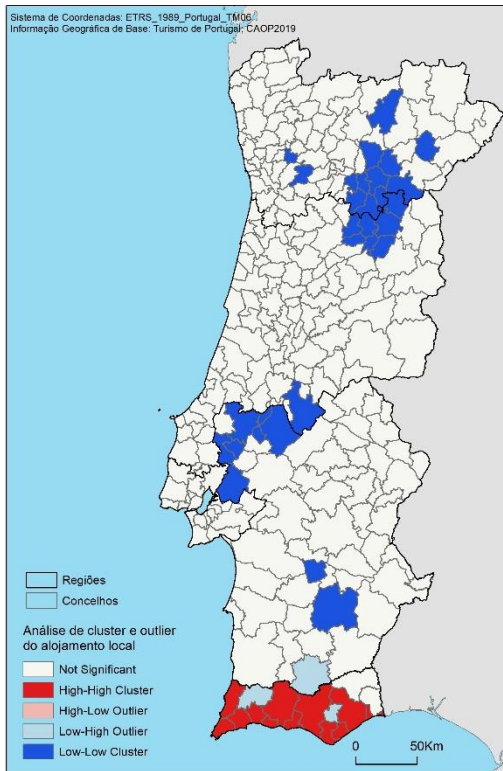 Sistema de Coordenadas: ETRS_1989_Portugal_TM06
Informação Geográfica de Base: Turismo de Portugal; CAOP2019
Regiões
Concelhos
Análise de cluster e outlier
do alojamento local
Not Significant
High-High Cluster
High-Low Outlier
Low-High Outlier
Low-Low Cluster
0 50Km